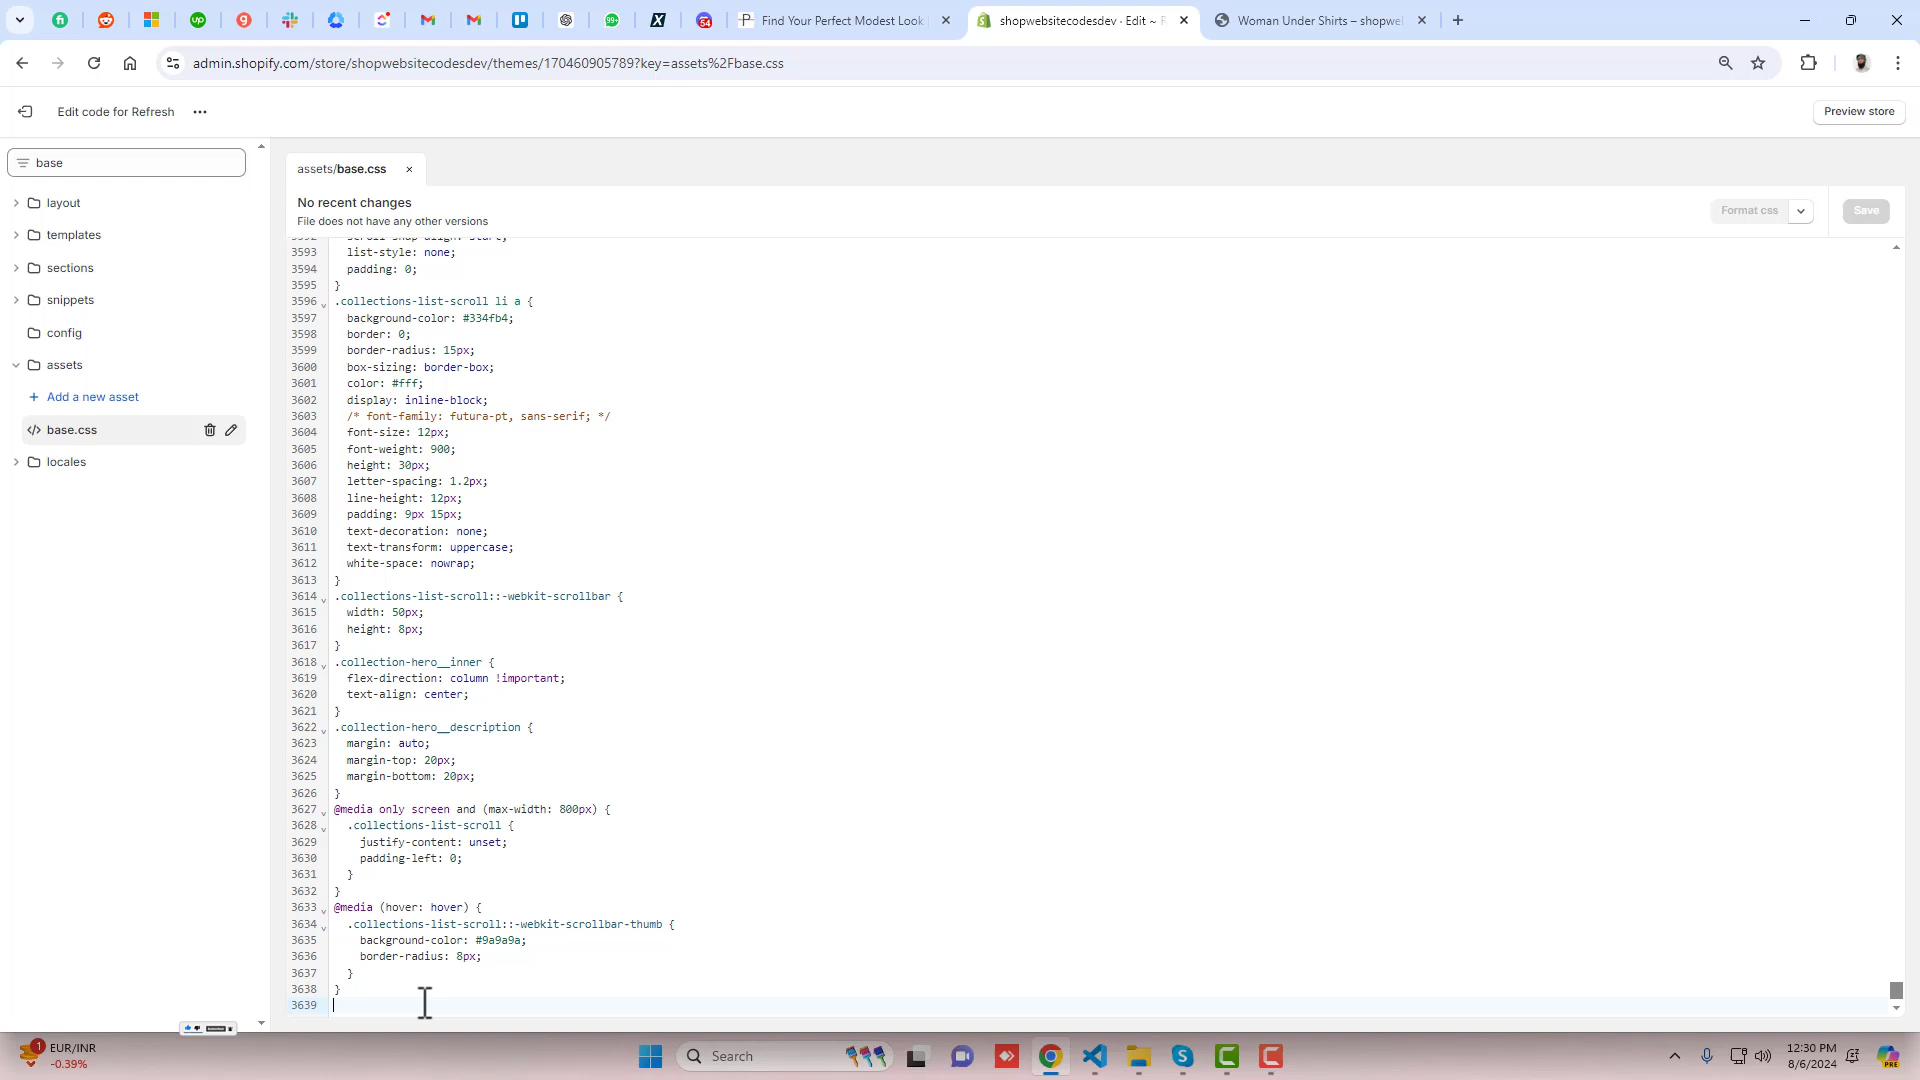 Find Your Perfect Modest Look
shopwebsitecodesdev · Edit ~ R
Woman Under Shirts – shopwe
99+
54
admin.shopify.com/store/shopwebsitecodesdev/themes/170460905789?key=assets%2Fbase.css
Edit code for Refresh
Preview store
base
layout
templates
sections
snippets
config
assets
Add a new asset
base.css
locales
assets/base.css
No recent changes
File does not have any other versions
Format css
Save
3593 list-style: none;
3594 padding: 0;
3595 }
3596 .collections-list-scroll li a {
3597 background-color: #334fb4;
3598 border: 0;
3599 border-radius: 15px;
3600 box-sizing: border-box;
3601 color: #fff;
3602 display: inline-block;
3603 /* font-family: futura-pt, sans-serif; */
3604 font-size: 12px;
3605 font-weight: 900;
3606 height: 30px;
3607 letter-spacing: 1.2px;
3608 line-height: 12px;
3609 padding: 9px 15px;
3610 text-decoration: none;
3611 text-transform: uppercase;
3612 white-space: nowrap;
3613 }
3614 .collections-list-scroll::-webkit-scrollbar {
3615 width: 50px;
3616 height: 8px;
3617 }
3618 .collection-hero__inner {
3619 flex-direction: column !important;
3620 text-align: center;
3621 }
3622 .collection-hero__description {
3623 margin: auto;
3624 margin-top: 20px;
3625 margin-bottom: 20px;
3626 }
3627 @media only screen and (max-width: 800px) {
3628 .collections-list-scroll {
3629 justify-content: unset;
3630 padding-left: 0;
3631 }
3632 }
3633 @media (hover: hover) {
3634 .collections-list-scroll::-webkit-scrollbar-thumb {
3635 background-color: #9a9a9a;
3636 border-radius: 8px;
3637 }
3638 }
3639
1
EUR/INR
-0.39%
Search
12:30 PM
8/6/2024
PRE